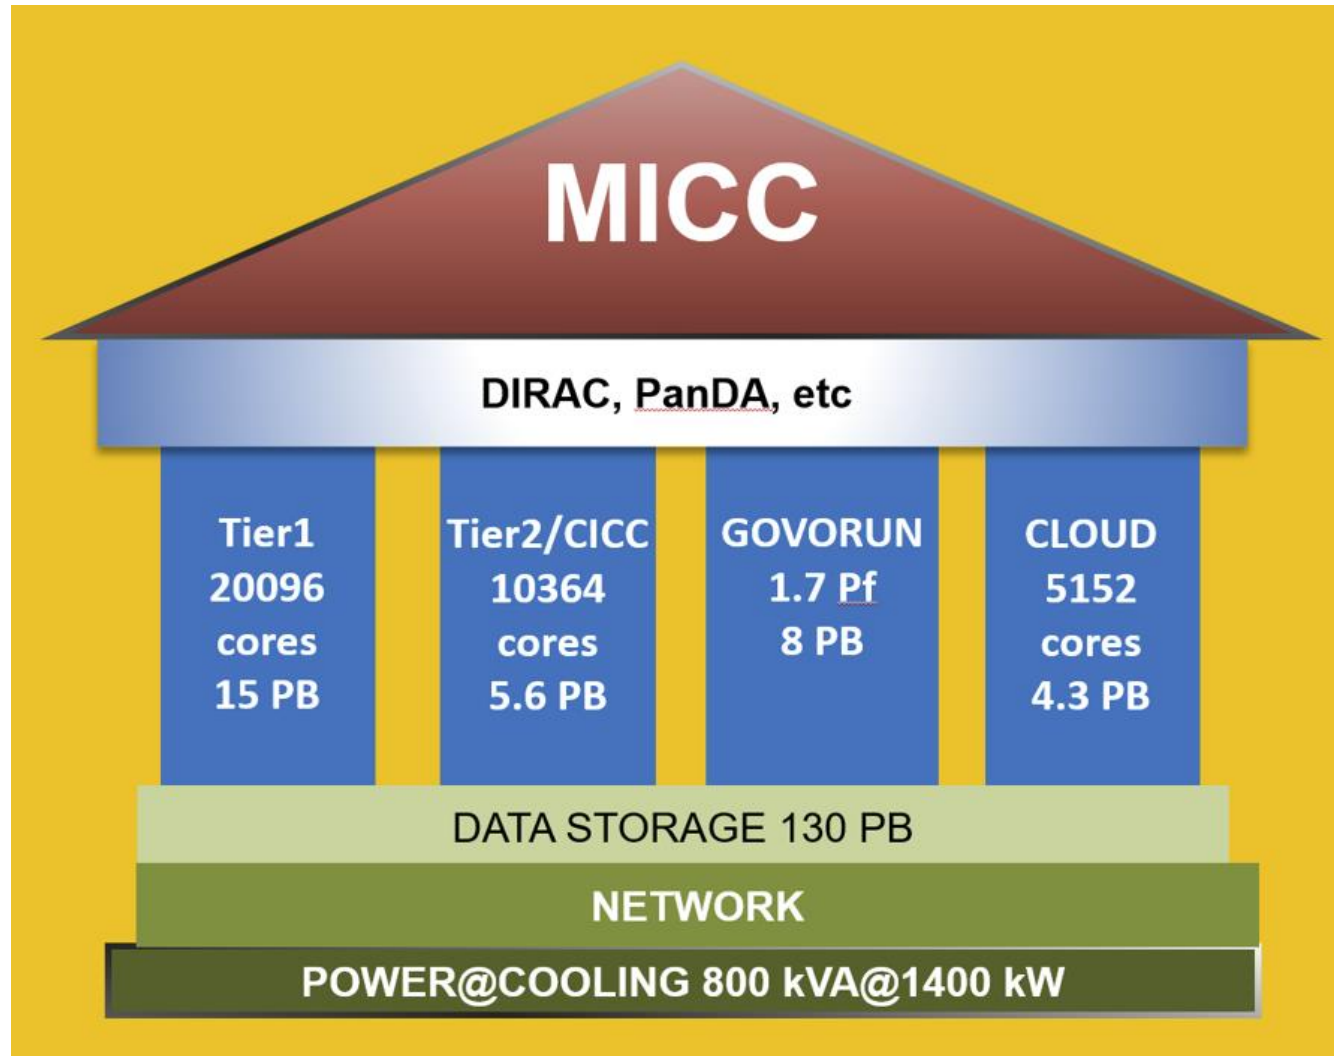 MICC
DIRAC, PanDA, etc
Tier1
20096
cores
15 PB
Tier2/CICC
10364
cores
5.6 PB
GOVORUN
1.7 Pf
8 PB
CLOUD
5152
cores
4.3 PB
DATA STORAGE 130 PB
NETWORK
POWER@COOLING 800 kVA@1400 kW